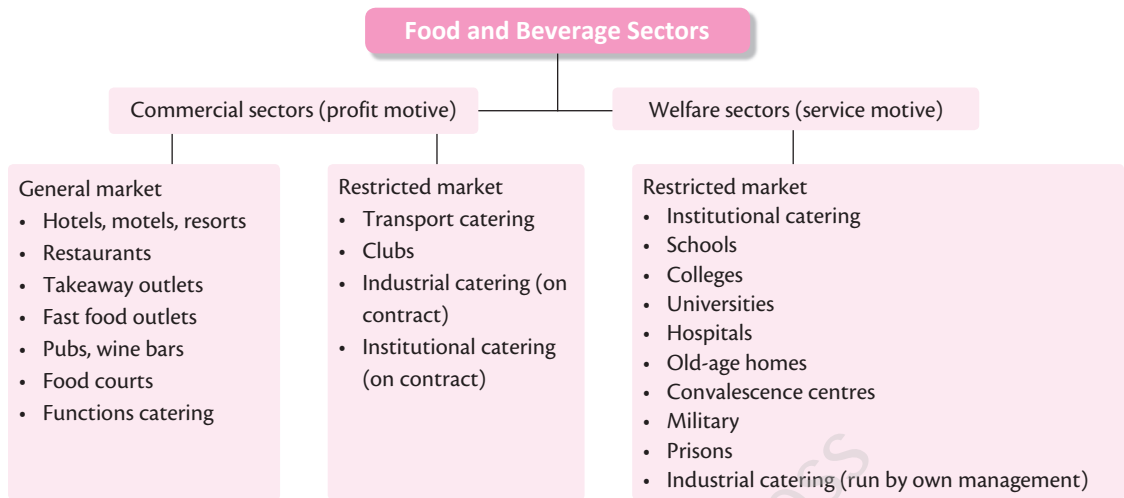 Food and Beverage Sectors
Commercial sectors (profit motive)
Welfare sectors (service motive)
General market
• Hotels, motels, resorts
• Restaurants
• Takeaway outlets
• Fast food outlets
• Pubs, wine bars
• Food courts
• Functions catering
Restricted market
• Transport catering
• Clubs
• Industrial catering (on
contract)
• Institutional catering
(on contract)
Restricted market
• Institutional catering
• Schools
• Colleges
• Universities
• Hospitals
• Old-age homes
• Convalescence centres
• Military
• Prisons
• Industrial catering (run by own management)